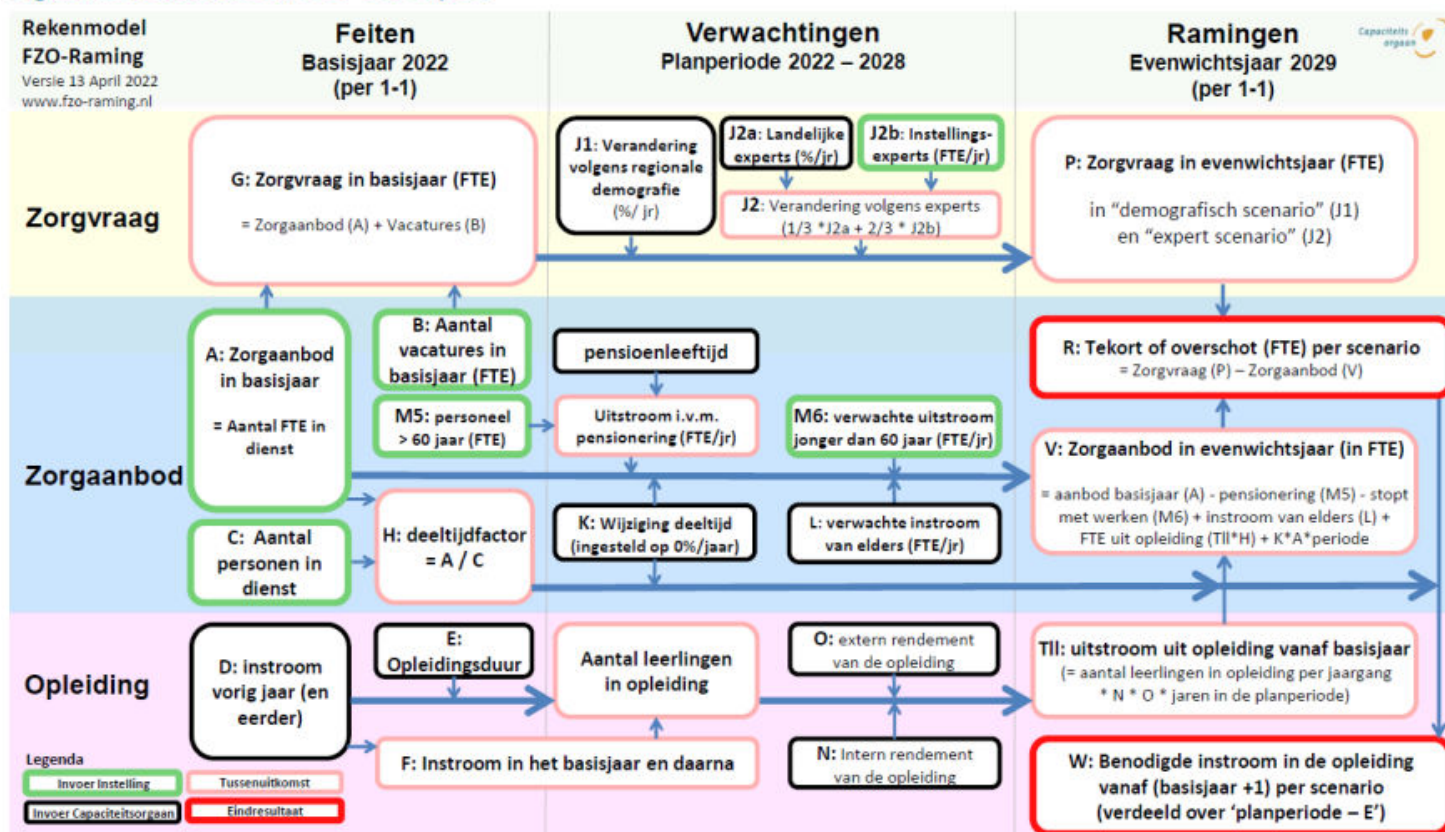 Rekenmodel
FZO-Raming
Versie 13 April 2022
www.fzo-raming.nl
Feiten
Basisjaar 2022
(per 1-1)
Verwachtingen
Planperiode 2022 – 2028
Ramingen
Evenwichtsjaar 2029
(per 1-1)
Capaciteits
orgaan
Zorgvraag
G: Zorgvraag in basisjaar (FTE)
= Zorgaanbod (A) + Vacatures (B)
J1: Verandering
volgens regionale
demografie
(%/ jr)
J2a: Landelijke
experts (%/jr)
J2b: Instellings-
experts (FTE/jr)
J2: Verandering volgens experts
(1/3 *J2a + 2/3 * J2b)
P: Zorgvraag in evenwichtsjaar (FTE)
in “demografisch scenario” (J1)
en “expert scenario” (J2)
Zorgaanbod
A: Zorgaanbod
in basisjaar
= Aantal FTE in
dienst
B: Aantal
vacatures in
basisjaar (FTE)
M5: personeel
> 60 jaar (FTE)
C: Aantal
personen in
dienst
H: deeltijdfactor
= A / C
pensioenleeftijd
Uitstroom i.v.m.
pensionering (FTE/jr)
M6: verwachte uitstroom
jonger dan 60 jaar (FTE/jr)
K: Wijziging deeltijd
(ingesteld op 0%/jaar)
L: verwachte instroom
van elders (FTE/jr)
R: Tekort of overschot (FTE) per scenario
= Zorgvraag (P) – Zorgaanbod (V)
V: Zorgaanbod in evenwichtsjaar (in FTE)
= aanbod basisjaar (A) - pensionering (M5) - stopt
met werken (M6) + instroom van elders (L) +
FTE uit opleiding (Tll*H) + K*A*periode
Opleiding
D: instroom
vorig jaar (en
eerder)
E:
Opleidingsduur
Aantal leerlingen
in opleiding
F: Instroom in het basisjaar en daarna
O: extern rendement
van de opleiding
N: Intern rendement
van de opleiding
Tll: uitstroom uit opleiding vanaf basisjaar
(= aantal leerlingen in opleiding per jaargang
* N * O * jaren in de planperiode)
W: Benodigde instroom in de opleiding
vanaf (basisjaar +1) per scenario
(verdeeld over ‘planperiode – E’)
Legenda
Invoer Instelling
Tussenuitkomst
Invoer Capaciteitsorgaan
Eindresultaat